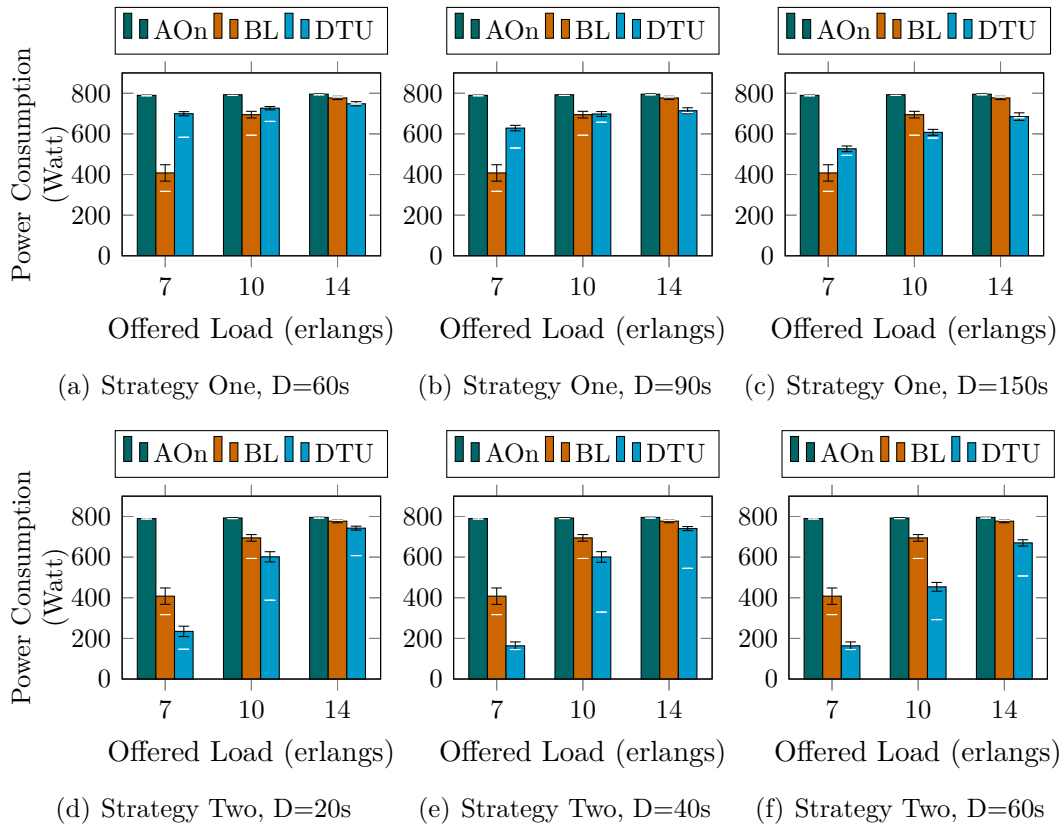 AOn BL DTU
AOn BL DTU
AOn BL DTU
Power Consumption
(Watt)
800
600
400
200
0
7 10 14
Offered Load (erlangs)
(a) Strategy One, D=60s
800
600
400
200
0
7 10 14
Offered Load (erlangs)
(b) Strategy One, D=90s
800
600
400
200
0
7 10 14
Offered Load (erlangs)
(c) Strategy One, D=150s
AOn BL DTU
AOn BL DTU
AOn BL DTU
Power Consumption
(Watt)
800
600
400
200
0
7 10 14
Offered Load (erlangs)
(d) Strategy Two, D=20s
800
600
400
200
0
7 10 14
Offered Load (erlangs)
(e) Strategy Two, D=40s
800
600
400
200
0
7 10 14
Offered Load (erlangs)
(f) Strategy Two, D=60s